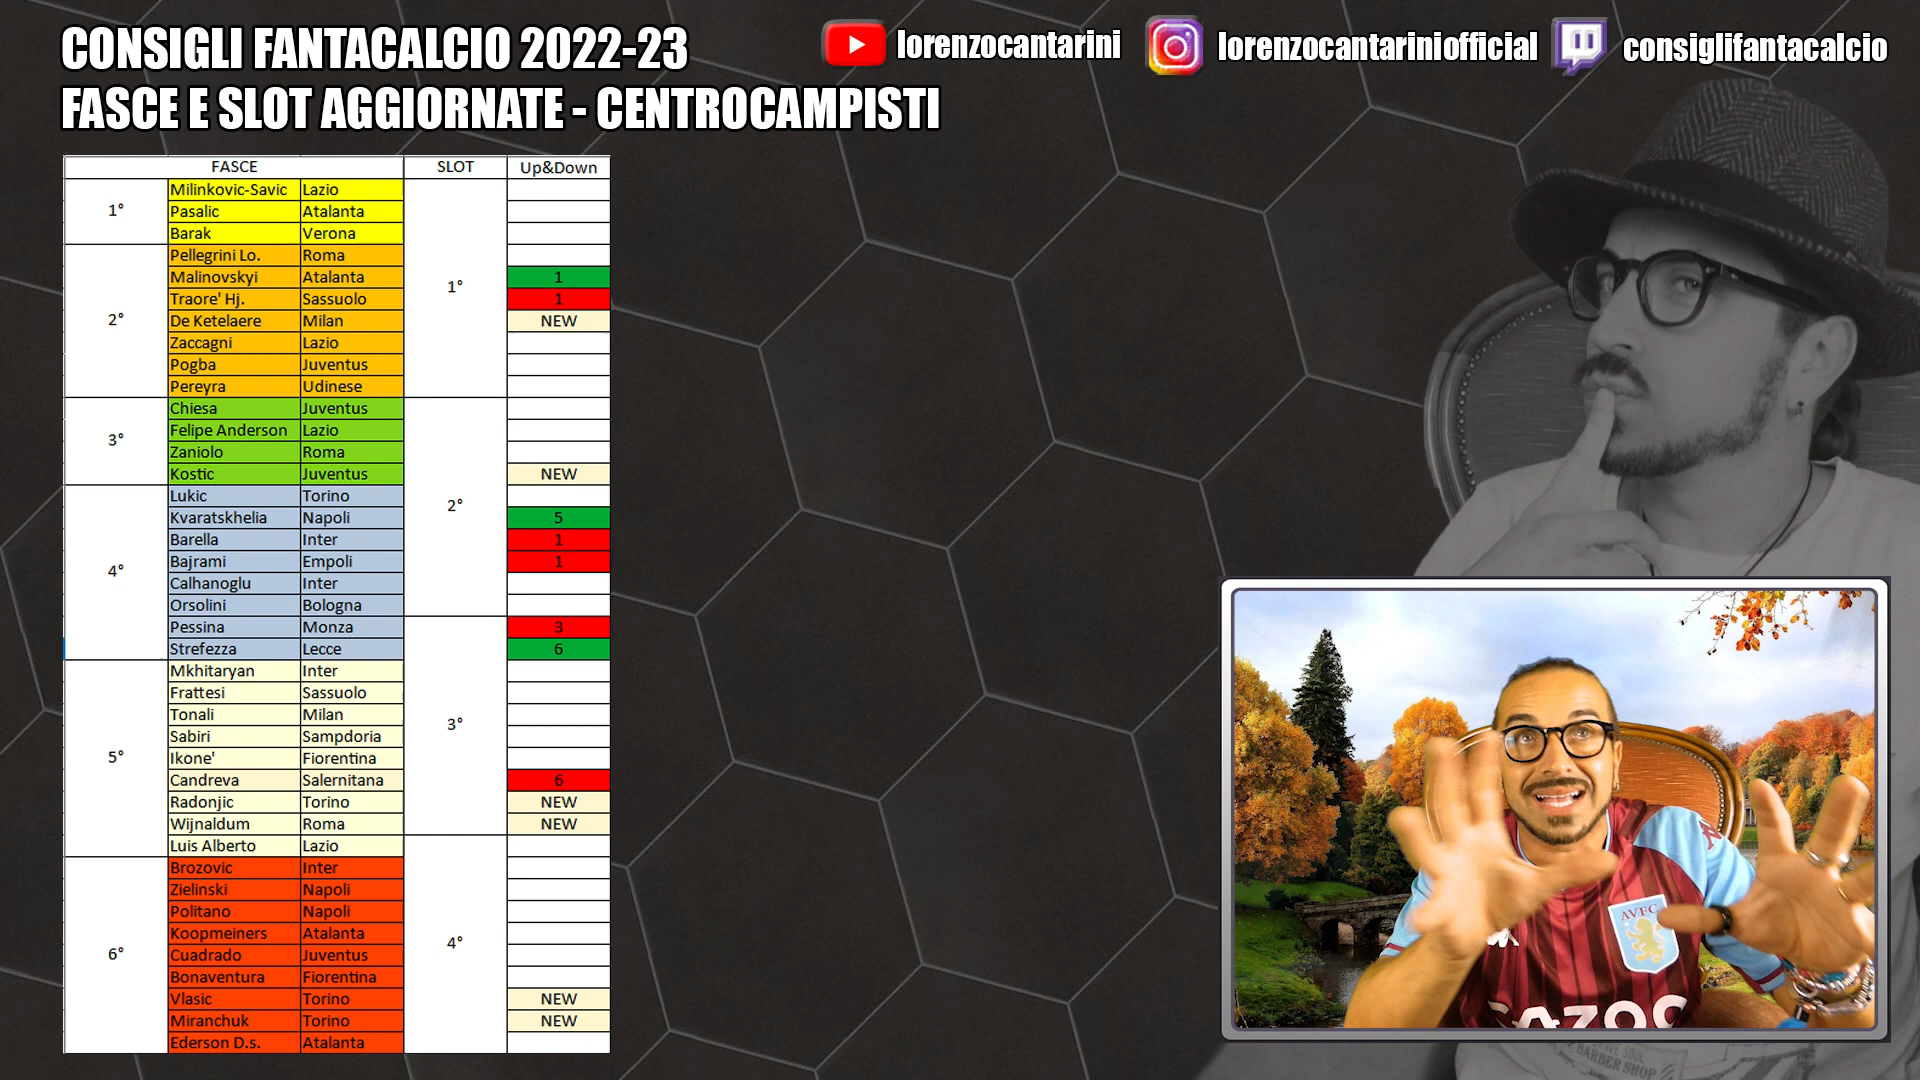 CONSIGLI FANTACALCIO 2022-23
FASCE E SLOT AGGIORNATE - CENTROCAMPISTI
lorenzocantarini
lorenzocantariniofficial
consiglifantacalcio
FASCE SLOT Up&Down
1°
Milinkovic-Savic Lazio
Pasalic Atalanta
Barak Verona
2°
Pellegrini Lo. Roma
Malinovskyi Atalanta 1
Traore' Hj. Sassuolo 1
De Ketelaere Milan NEW
Zaccagni Lazio
Pogba Juventus
Pereyra Udinese
1°
3°
Chiesa Juventus
Felipe Anderson Lazio
Zaniolo Roma
Kostic Juventus NEW
4°
Lukic Torino
Kvaratskhelia Napoli 5
Barella Inter 1
Bajrami Empoli 1
Calhanoglu Inter
Orsolini Bologna
2°
Pessina Monza 3
Strefezza Lecce 6
5°
Mkhitaryan Inter
Frattesi Sassuolo
Tonali Milan
Sabiri Sampdoria
Ikone' Fiorentina
Candreva Salernitana 6
Radonjic Torino NEW
Wijnaldum Roma NEW
3°
Luis Alberto Lazio
6°
Brozovic Inter
Zielinski Napoli
Politano Napoli
Koopmeiners Atalanta
Cuadrado Juventus
Bonaventura Fiorentina
Vlasic Torino NEW
Miranchuk Torino NEW
Ederson D.s. Atalanta
4°
AVFC
CAZOO
BARBER SHOP